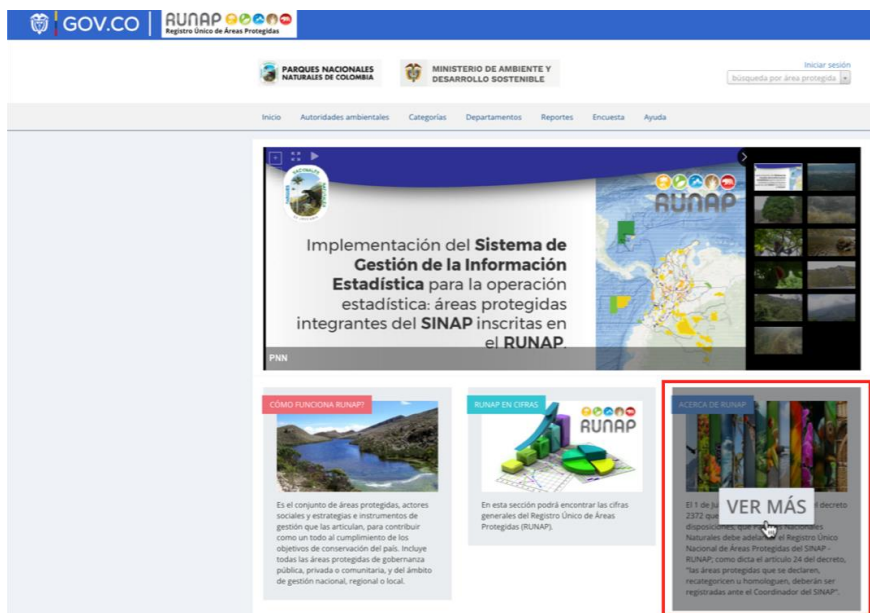 GOV.CO
RUNAP
Registro Único de Áreas Protegidas
PARQUES NACIONALES
NATURALES DE COLOMBIA
MINISTERIO DE AMBIENTE Y
DESARROLLO SOSTENIBLE
Iniciar sesión
búsqueda por área protegida
Inicio Autoridades ambientales Categorías Departamentos Reportes Encuesta Ayuda
RUNAP
Implementación del Sistema de
Gestión de la Información
Estadística para la operación
estadística: áreas protegidas
integrantes del SINAP inscritas en
el RUNAP.
PNN
CÓMO FUNCIONA RUNAP?
Es el conjunto de áreas protegidas, actores
sociales y estrategias e instrumentos de
gestión que las articulan, para contribuir
como un todo al cumplimiento de los
objetivos de conservación del país. Incluye
todas las áreas protegidas de gobernanza
pública, privada o comunitaria, y del ámbito
de gestión nacional, regional o local.
RUNAP EN CIFRAS
RUNAP
En esta sección podrá encontrar las cifras
generales del Registro Único de Áreas
Protegidas (RUNAP).
ACERCA DE RUNAP
VER MÁS
El 1 de decreto
2372 que
disposiciones, que Nacionales
Naturales debe adelantar el Registro Único
Nacional de Áreas Protegidas del SINAP -
RUNAP; como dicta el artículo 24 del decreto,
"las áreas protegidas que se declaren,
recategoricen u homologuen, deberán ser
registradas ante el Coordinador del SINAP".